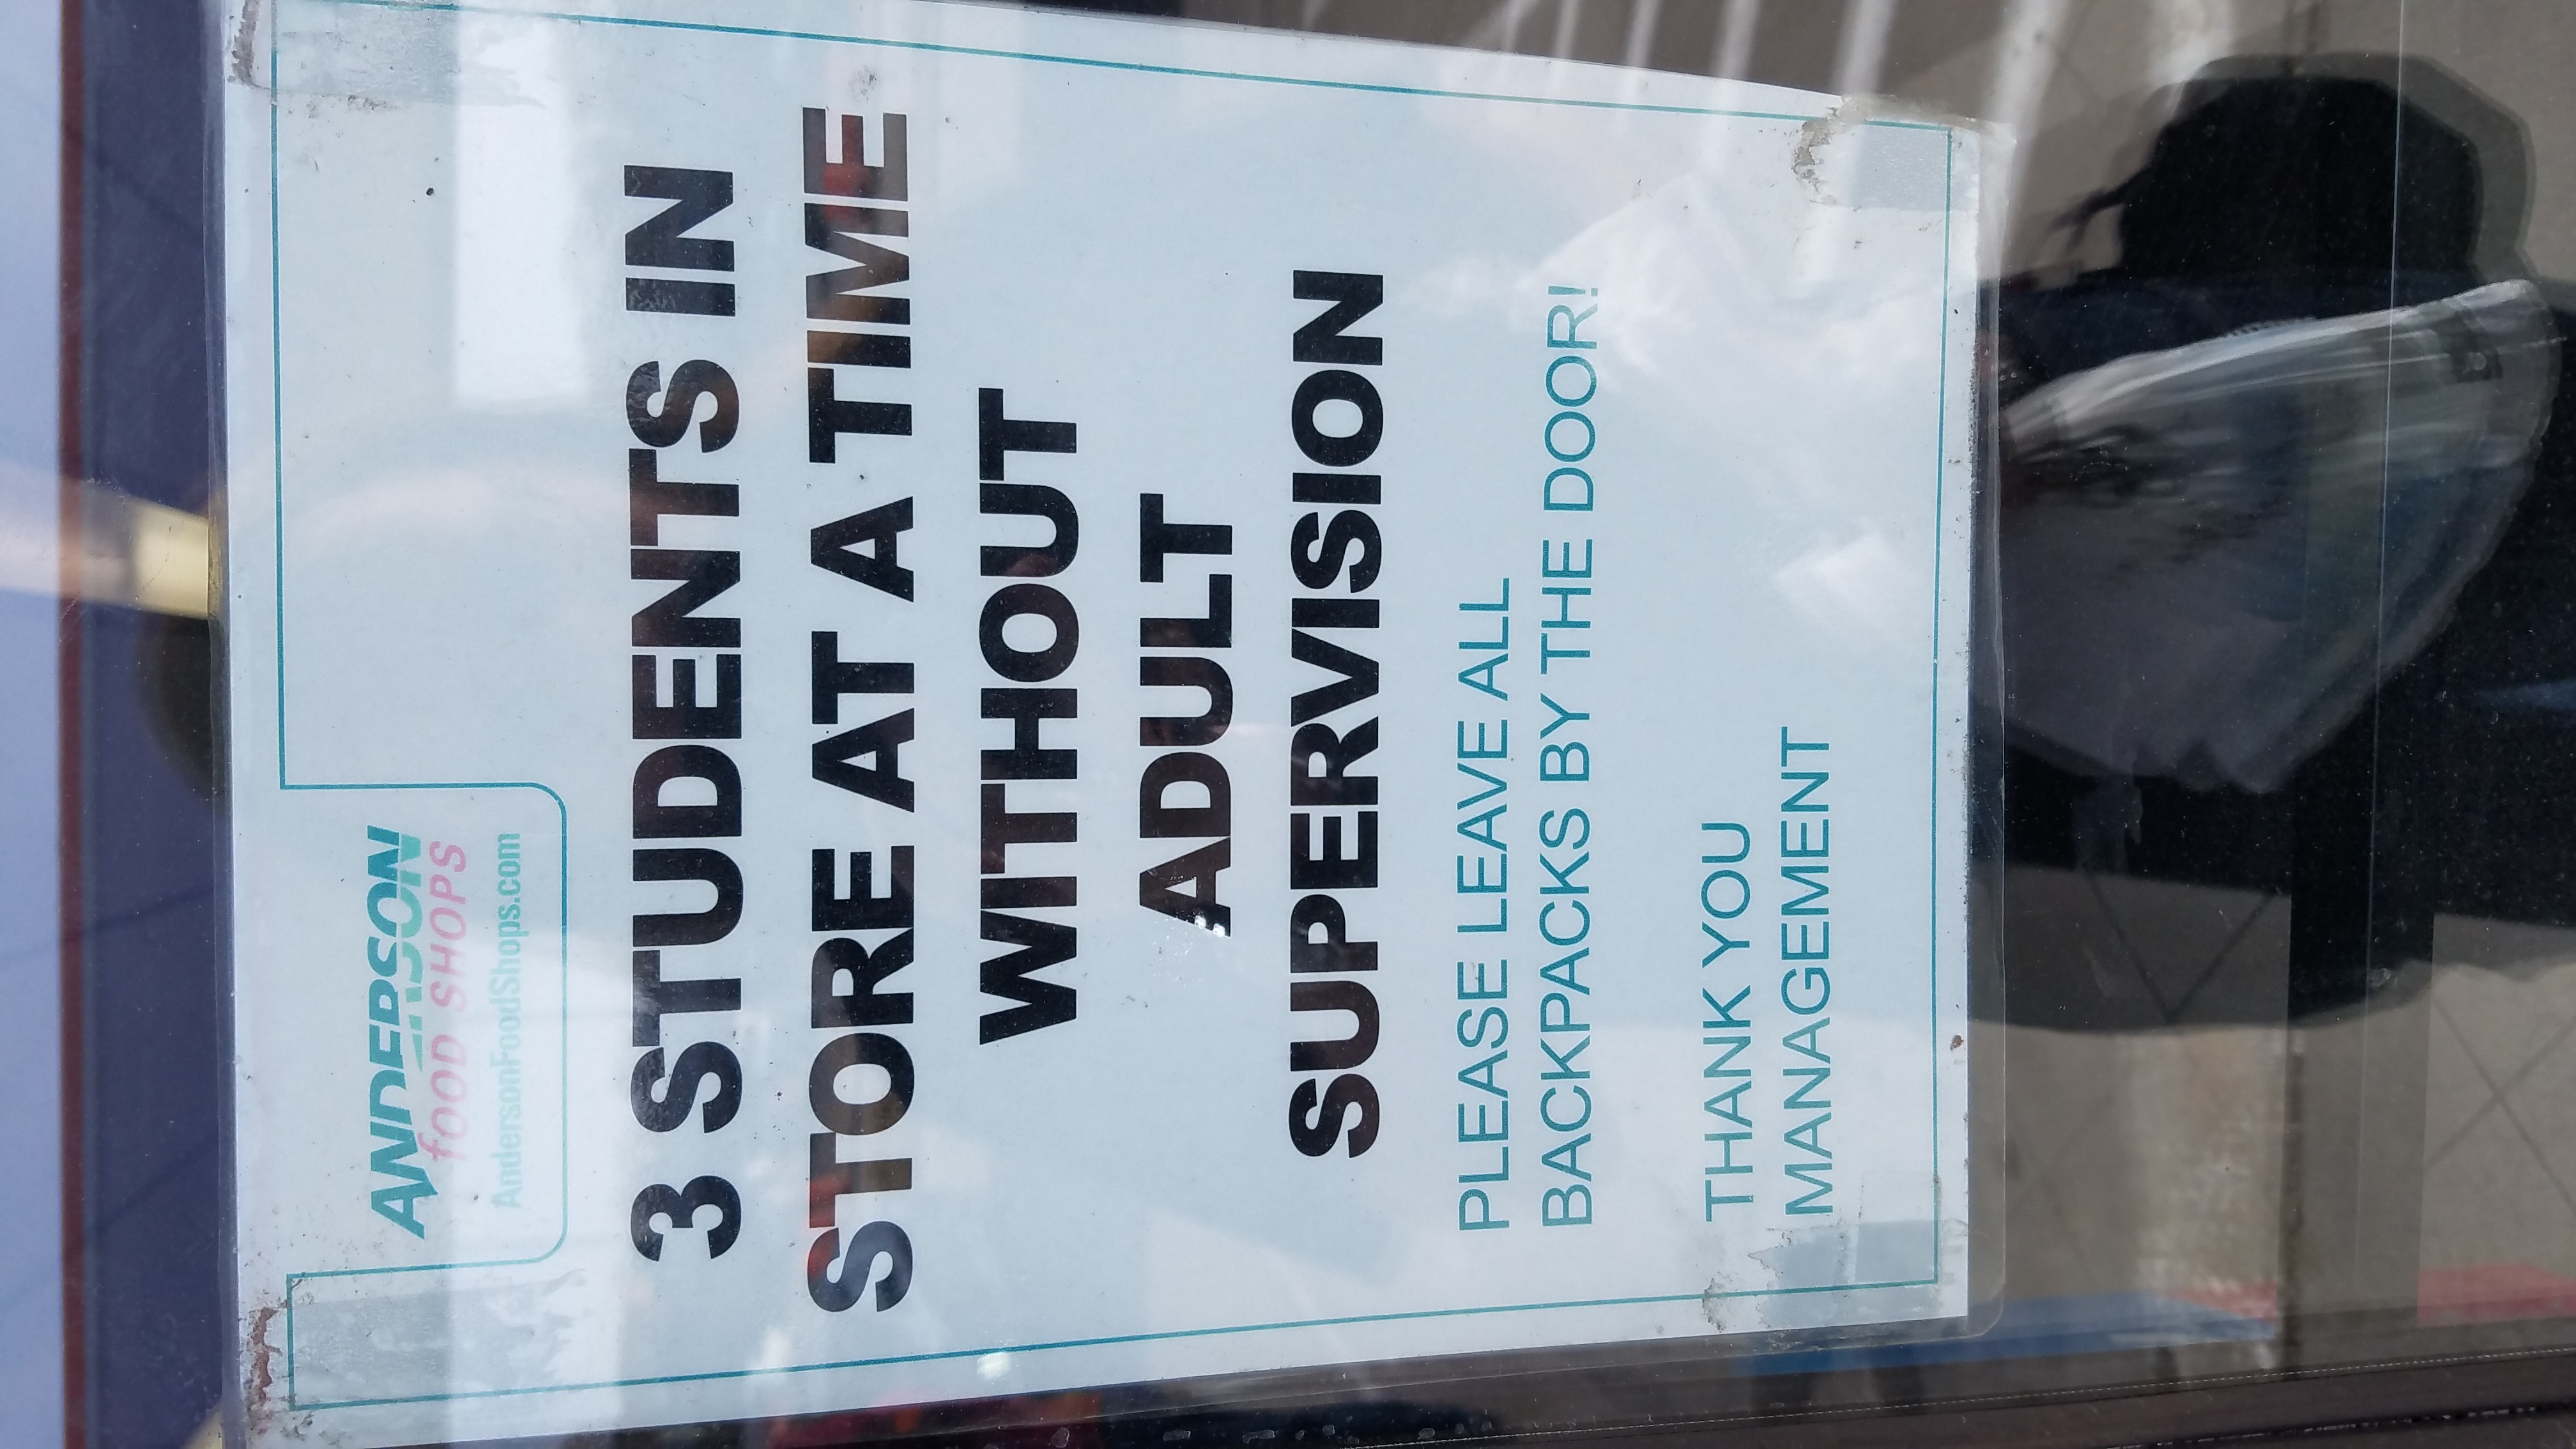 ANDERSON
fOOD SHOPS
AndersonFoodShops.com
3 STUDENTS IN
STORE AT A TIME
WITHOUT
ADULT
SUPERVISION
PLEASE LEAVE ALL
BACKPACKS BY THE DOOR!
THANK YOU
MANAGEMENT